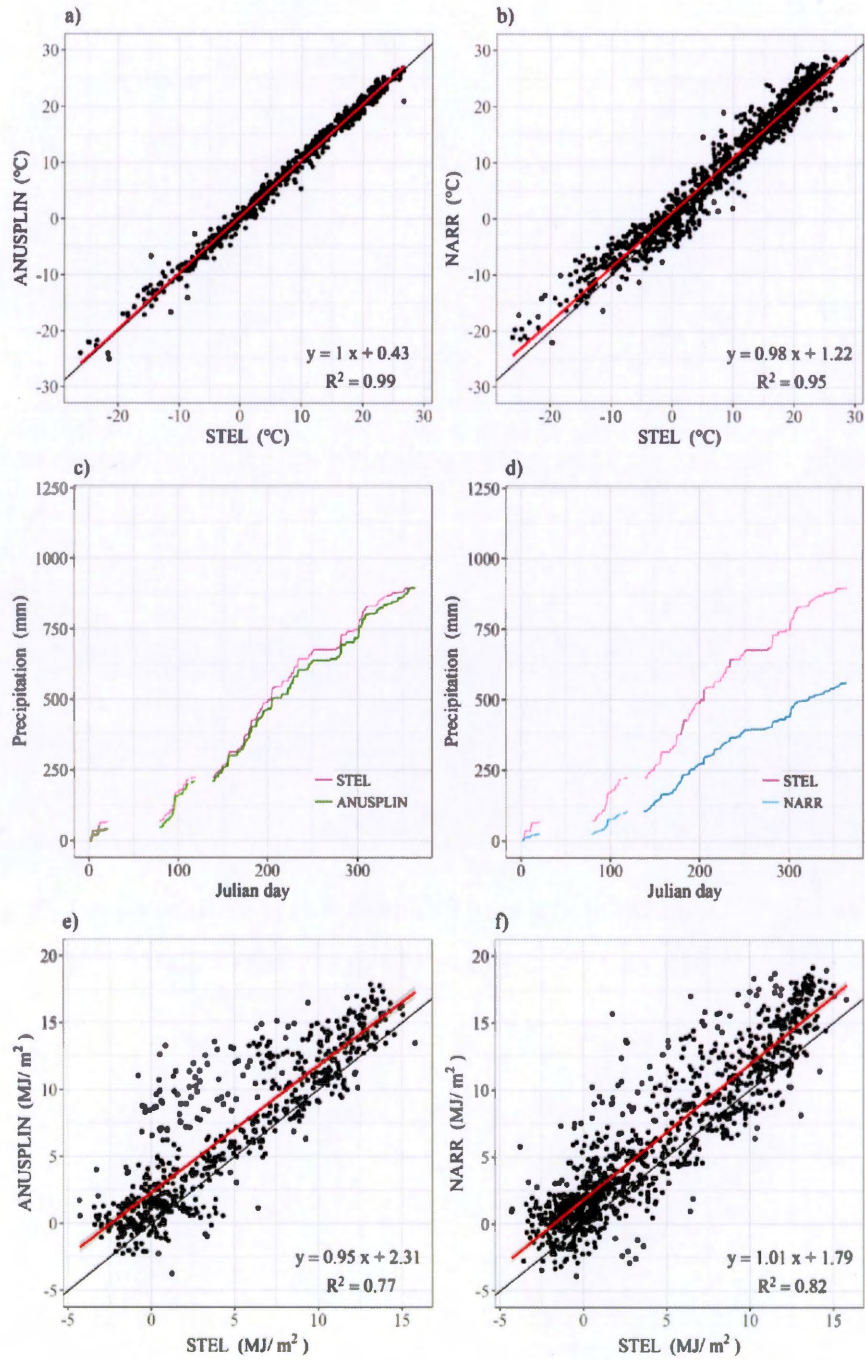 a)
30
20
10
0
-10
-20
-30
ANUSPLIN (°C)
y = 1 x + 0.43
R² = 0.99
-20 -10 0 10 20 30
STEL (°C)
b)
30
20
10
0
-10
-20
-30
NARR (°C)
y = 0.98 x + 1.22
R² = 0.95
-20 -10 0 10 20 30
STEL (°C)
c)
1250
1000
750
500
250
0
Precipitation (mm)
STEL
ANUSPLIN
0 100 200 300
Julian day
d)
1250
1000
750
500
250
0
Precipitation (mm)
STEL
NARR
0 100 200 300
Julian day
e)
20
15
10
5
0
-5
ANUSPLIN (MJ/ m²)
y = 0.95 x + 2.31
R² = 0.77
-5 0 5 10 15
STEL (MJ/ m²)
f)
20
15
10
5
0
-5
NARR (MJ/ m²)
y = 1.01 x + 1.79
R² = 0.82
-5 0 5 10 15
STEL (MJ/ m²)